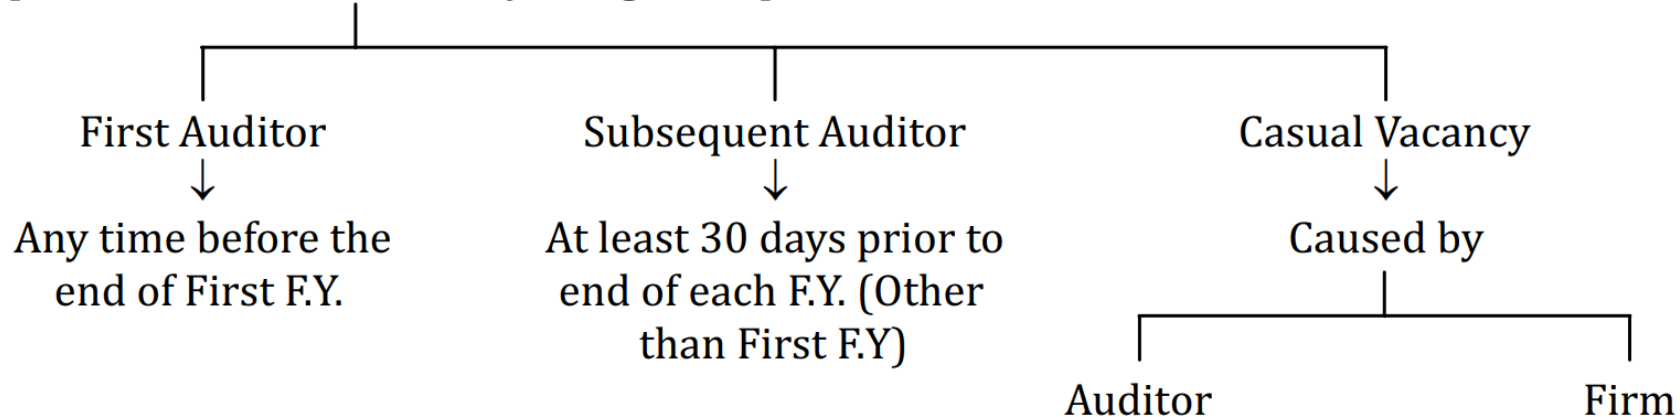 First Auditor
Subsequent Auditor
Casual Vacancy
↓
↓
↓
Any time before the
end of First F.Y.
At least 30 days prior to
end of each F.Y. (Other
than First F.Y)
Caused by
Auditor
Firm